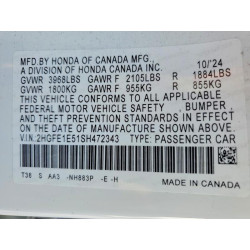 MFD.BY HONDA OF CANADA MFG., 10/'24
A DIVISION OF HONDA CANADA INC.
GVWR 3968LBS GAWR F 2105LBS R 1884LBS
GVWR 1800KG GAWR F 955KG R 855KG
THIS VEHICLE CONFORMS TO ALL APPLICABLE
FEDERAL MOTOR VEHICLE SAFETY, BUMPER,
AND THEFT PREVENTION STANDARDS IN EFFECT
ON THE DATE OF MANUFACTURE SHOWN ABOVE.
V.I.N.2HGFE1E51SH472343 TYPE: PASSENGER CAR
T38 S AA3 -NH883P -E -H
MADE IN CANADA